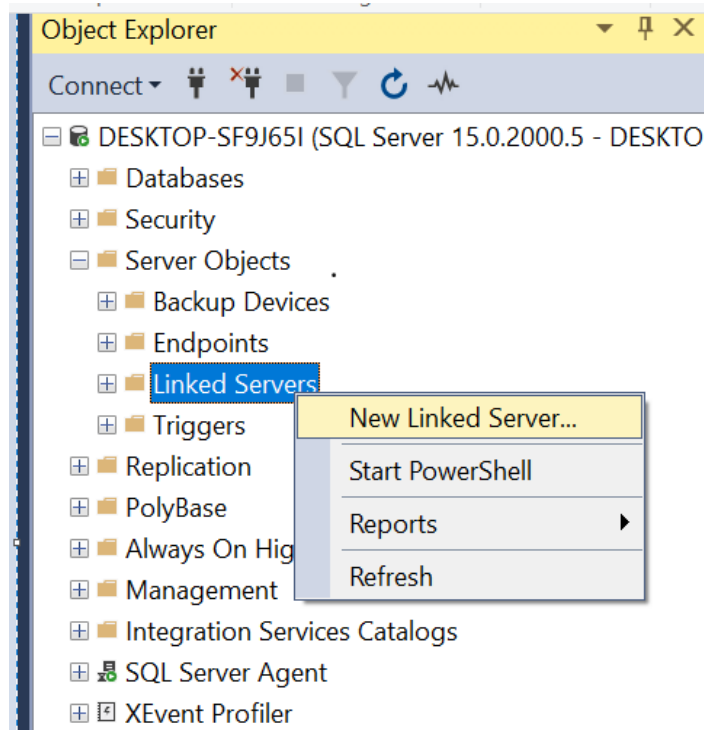 Object Explorer
Connect
DESKTOP-SF9J65I (SQL Server 15.0.2000.5 - DESKTO
Databases
Security
Server Objects
Backup Devices
Endpoints
Linked Servers
New Linked Server...
Triggers
Start PowerShell
Replication
PolyBase
Reports
Always On Hig
Refresh
Management
Integration Services Catalogs
SQL Server Agent
XEvent Profiler